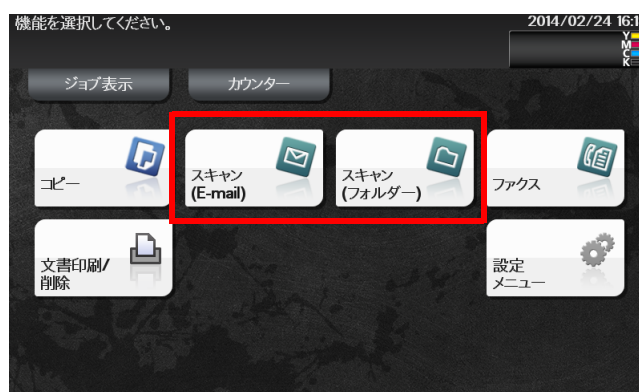 機能を選択してください。
2014/02/24 16:1
Y
M
C
K
ジョブ表示
カウンター
コピー
スキャン
(E-mail)
スキャン
(フォルダー)
ファクス
文書印刷/
削除
設定
メニュー